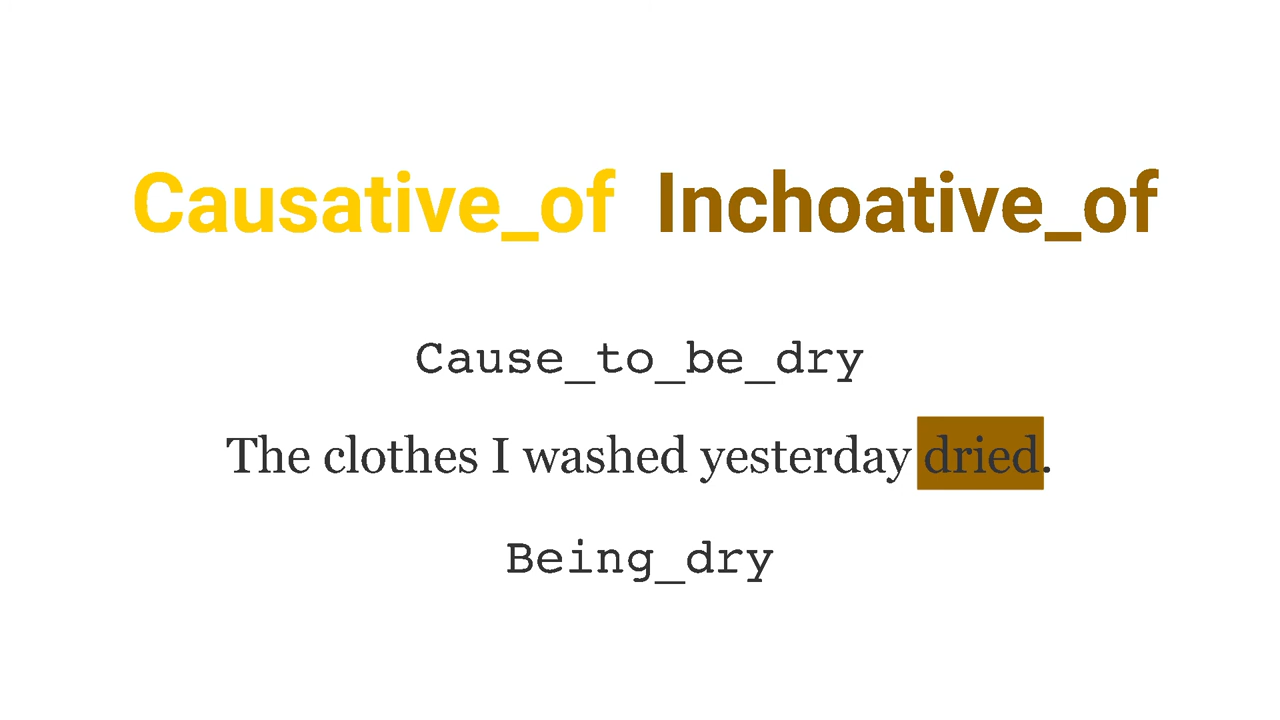 Causative_of Inchoative_of
Cause_to_be_dry
The clothes I washed yesterday dried.
Being_dry